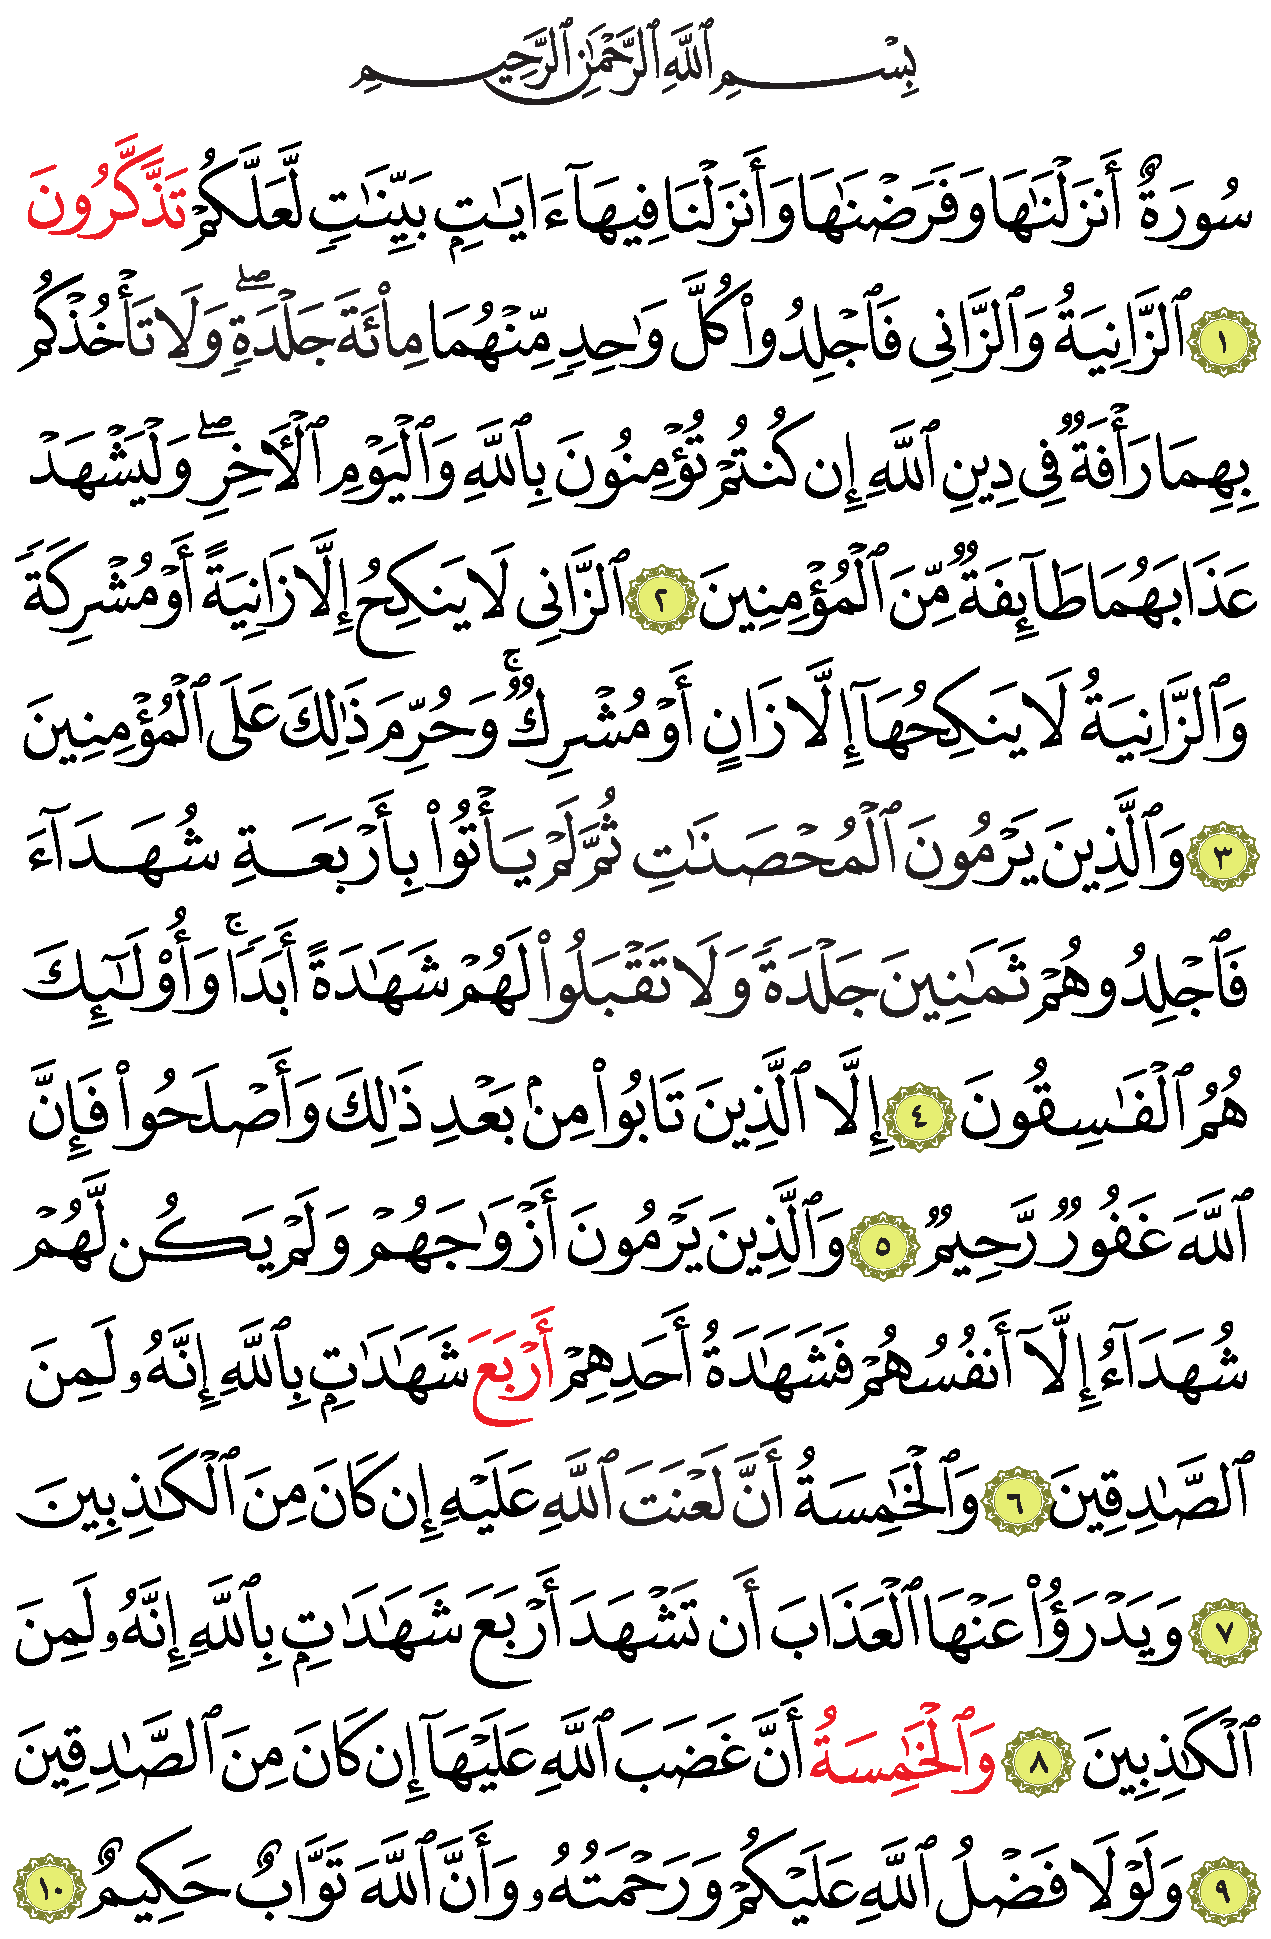 بِسْمِ ٱللَّهِ ٱلرَّحْمَٰنِ ٱلرَّحِيمِ
سُورَةٌ أَنزَلْنَٰهَا وَفَرَضْنَٰهَا وَأَنزَلْنَا فِيهَآ ءَايَٰتٍۭ بَيِّنَٰتٍ لَّعَلَّكُمْ تَذَّكَّرُونَ
١ ٱلزَّانِيَةُ وَٱلزَّانِى فَٱجْلِدُوا۟ كُلَّ وَٰحِدٍ مِّنْهُمَا مِا۟ئَةَ جَلْدَةٍ ۖ وَلَا تَأْخُذْكُم
بِهِمَا رَأْفَةٌ فِى دِينِ ٱللَّهِ إِن كُنتُمْ تُؤْمِنُونَ بِٱللَّهِ وَٱلْيَوْمِ ٱلْأٓخِرِ ۖ وَلْيَشْهَدْ
عَذَابَهُمَا طَآئِفَةٌ مِّنَ ٱلْمُؤْمِنِينَ ٢ ٱلزَّانِى لَا يَنكِحُ إِلَّا زَانِيَةً أَوْ مُشْرِكَةً
وَٱلزَّانِيَةُ لَا يَنكِحُهَآ إِلَّا زَانٍ أَوْ مُشْرِكٌ ۚ وَحُرِّمَ ذَٰلِكَ عَلَى ٱلْمُؤْمِنِينَ
٣ وَٱلَّذِينَ يَرْمُونَ ٱلْمُحْصَنَٰتِ ثُمَّ لَمْ يَأْتُوا۟ بِأَرْبَعَةِ شُهَدَآءَ
فَٱجْلِدُوهُمْ ثَمَٰنِينَ جَلْدَةً وَلَا تَقْبَلُوا۟ لَهُمْ شَهَٰدَةً أَبَدًا ۚ وَأُو۟لَٰٓئِكَ
هُمُ ٱلْفَٰسِقُونَ ٤ إِلَّا ٱلَّذِينَ تَابُوا۟ مِنۢ بَعْدِ ذَٰلِكَ وَأَصْلَحُوا۟ فَإِنَّ
ٱللَّهَ غَفُورٌ رَّحِيمٌ ٥ وَٱلَّذِينَ يَرْمُونَ أَزْوَٰجَهُمْ وَلَمْ يَكُن لَّهُمْ
شُهَدَآءُ إِلَّآ أَنفُسُهُمْ فَشَهَٰدَةُ أَحَدِهِمْ أَرْبَعَ شَهَٰدَٰتٍۭ بِٱللَّهِ إِنَّهُۥ لَمِنَ
ٱلصَّٰدِقِينَ ٦ وَٱلْخَٰمِسَةُ أَنَّ لَعْنَتَ ٱللَّهِ عَلَيْهِ إِن كَانَ مِنَ ٱلْكَٰذِبِينَ
٧ وَيَدْرَؤُا۟ عَنْهَا ٱلْعَذَابَ أَن تَشْهَدَ أَرْبَعَ شَهَٰدَٰتٍۭ بِٱللَّهِ إِنَّهُۥ لَمِنَ
ٱلْكَٰذِبِينَ ٨ وَٱلْخَٰمِسَةُ أَنَّ غَضَبَ ٱللَّهِ عَلَيْهَآ إِن كَانَ مِنَ ٱلصَّٰدِقِينَ
٩ وَلَوْلَا فَضْلُ ٱللَّهِ عَلَيْكُمْ وَرَحْمَتُهُۥ وَأَنَّ ٱللَّهَ تَوَّابٌ حَكِيمٌ ١٠